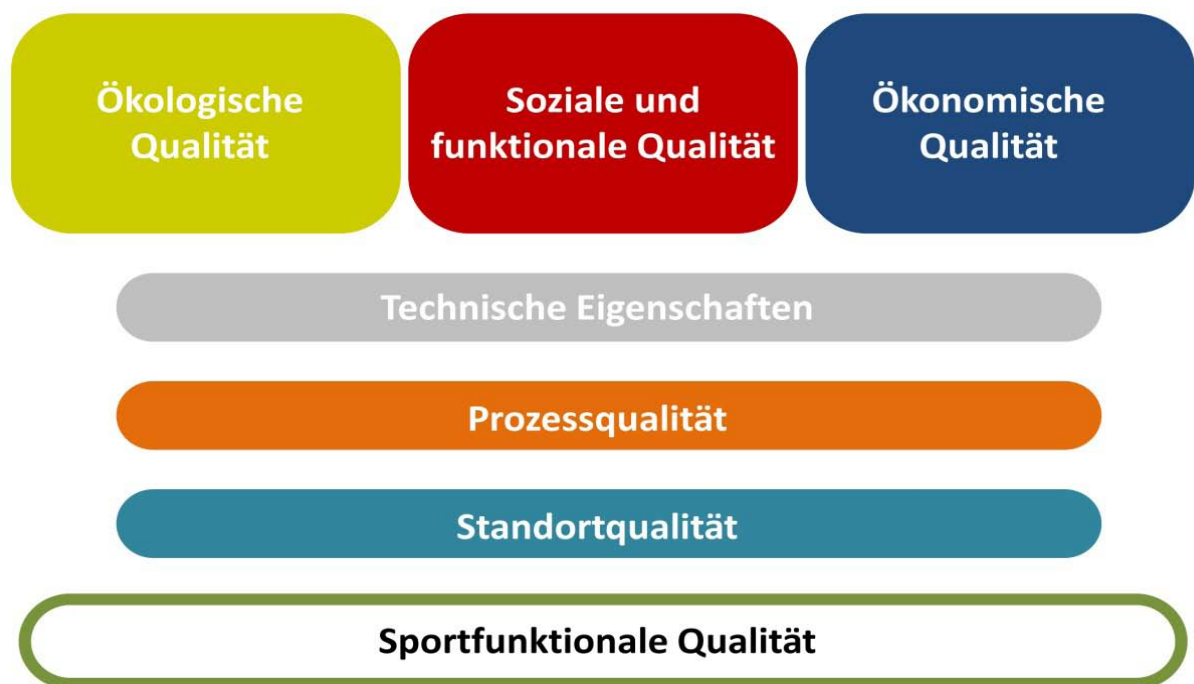 Ökologische
Qualität
Soziale und
funktionale Qualität
Ökonomische
Qualität
Technische Eigenschaften
Prozessqualität
Standortqualität
Sportfunktionale Qualität